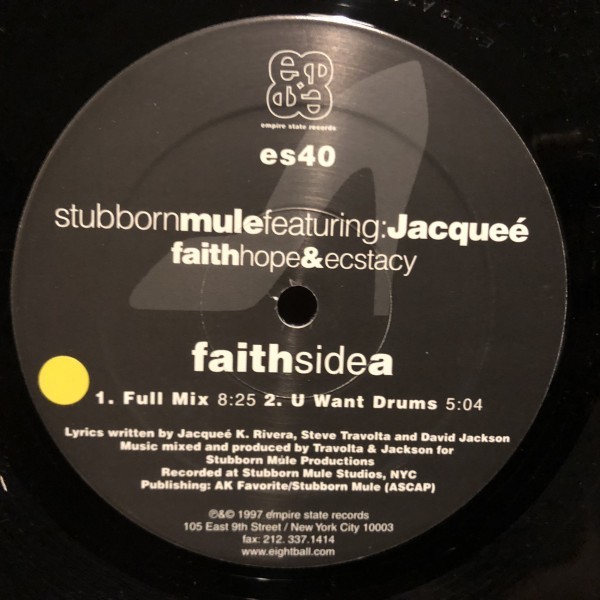 empire state records
es40
stubbornmulefeaturing:Jacqueé
faithhope&ecstacy
faithsidea
1. Full Mix 8:25 2. U Want Drums 5:04
Lyrics written by Jacqueé K. Rivera, Steve Travolta and David Jackson
Music mixed and produced by Travolta & Jackson for
Stubborn Mule Productions
Recorded at Stubborn Mule Studios, NYC
Publishing: AK Favorite/Stubborn Mule (ASCAP)
℗&© 1997 empire state records
105 East 9th Street / New York City 10003
fax: 212. 337.1414
www.eightball.com